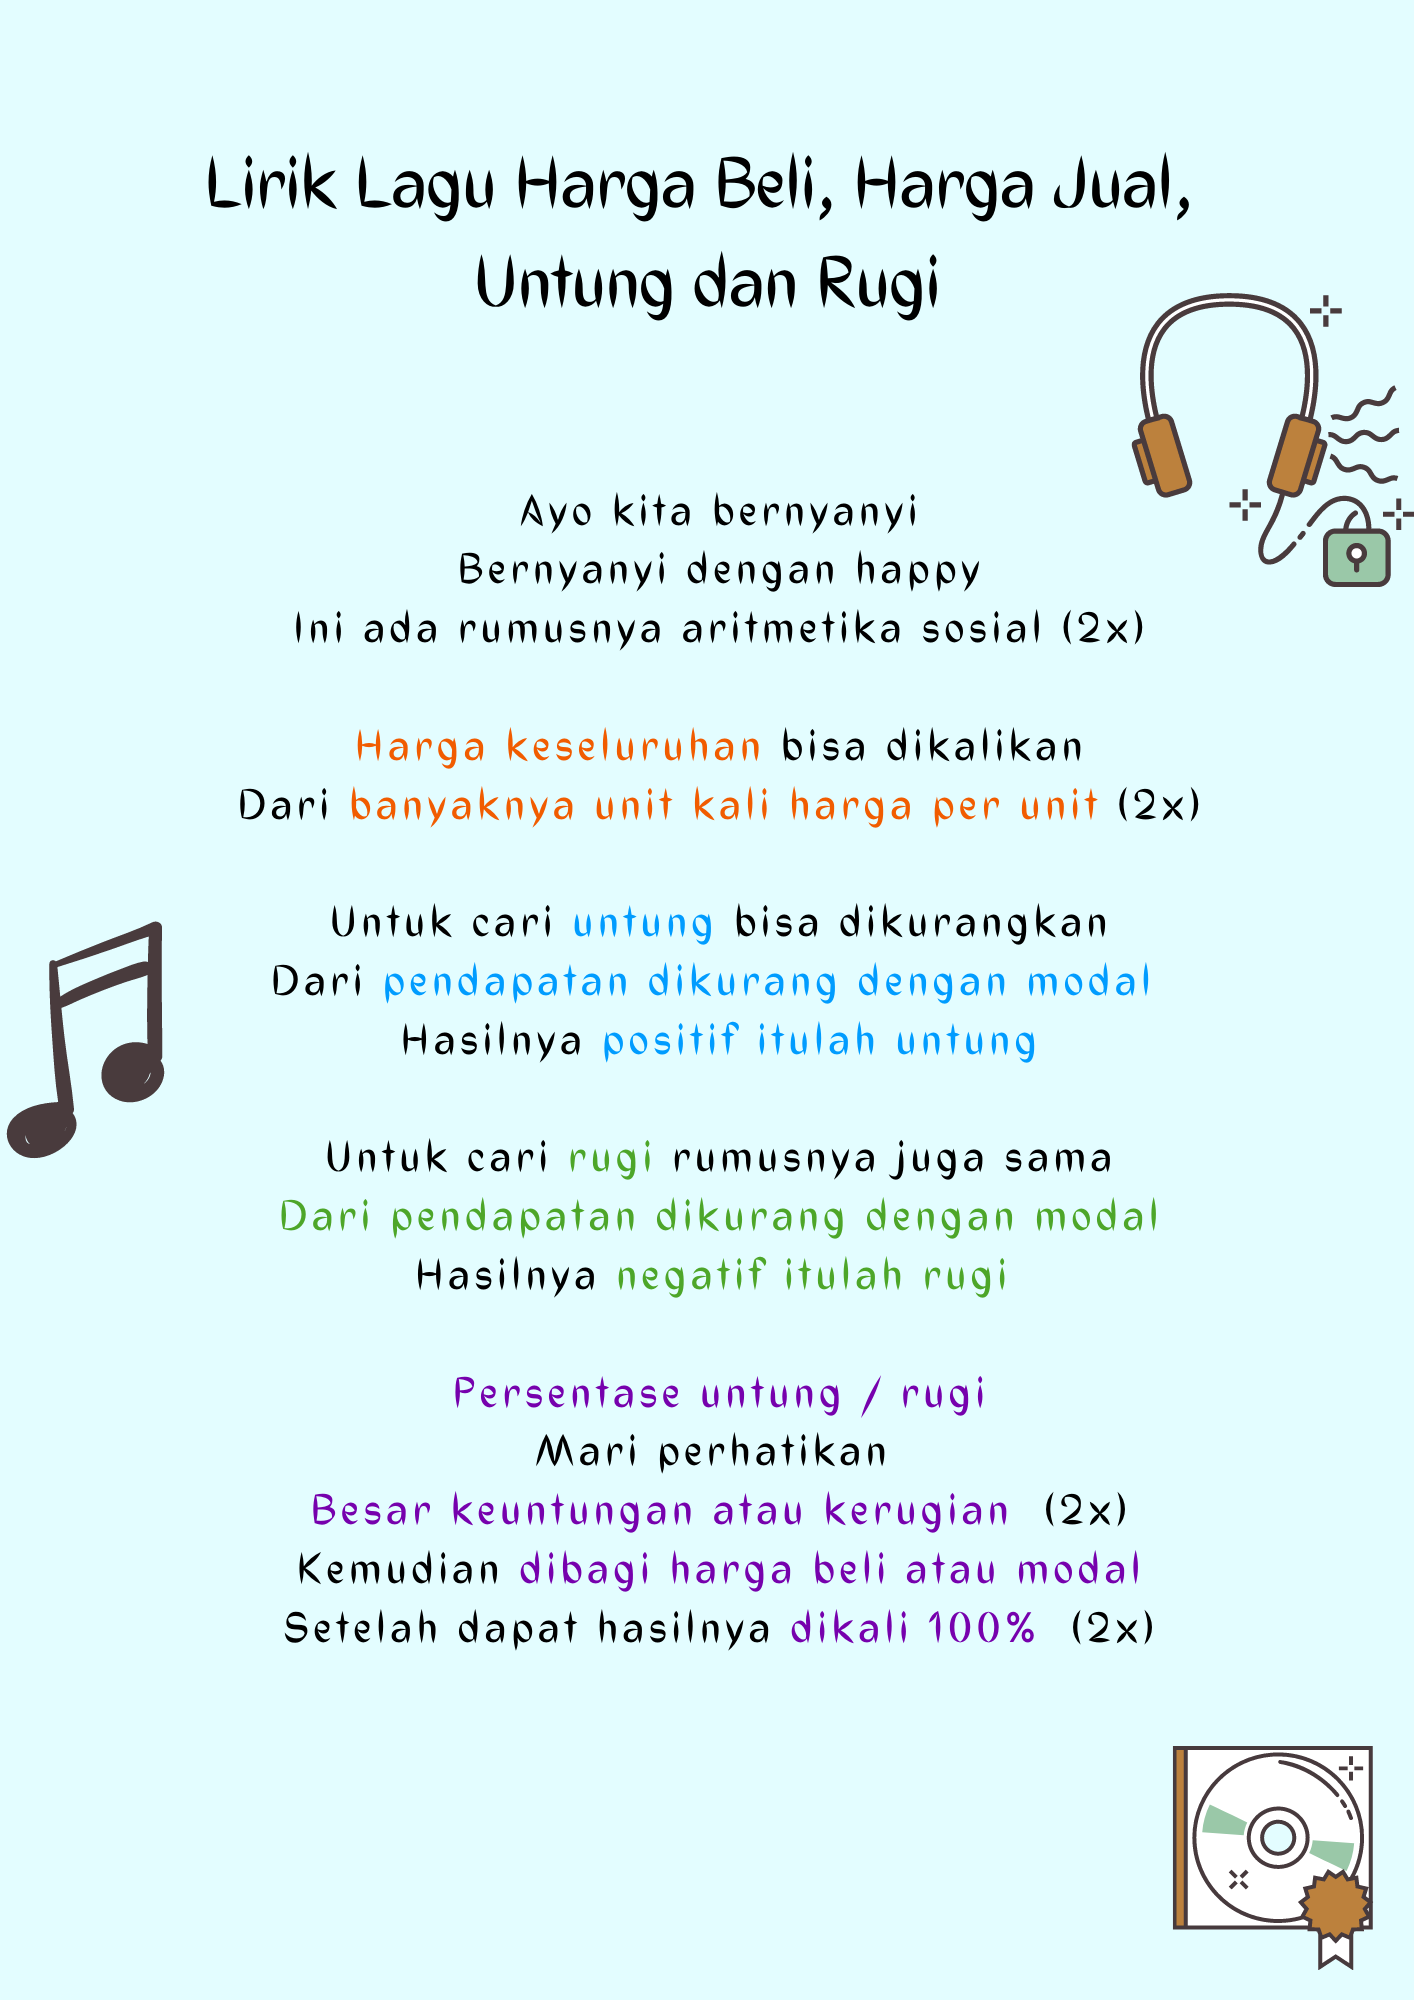 Lirik Lagu Harga Beli, Harga Jual,
Untung dan Rugi
Ayo kita bernyanyi
Bernyanyi dengan happy
Ini ada rumusnya aritmetika sosial (2x)
Harga keseluruhan bisa dikalikan
Dari banyaknya unit kali harga per unit (2x)
Untuk cari untung bisa dikurangkan
Dari pendapatan dikurang dengan modal
Hasilnya positif itulah untung
Untuk cari rugi rumusnya juga sama
Dari pendapatan dikurang dengan modal
Hasilnya negatif itulah rugi
Persentase untung / rugi
Mari perhatikan
Besar keuntungan atau kerugian (2x)
Kemudian dibagi harga beli atau modal
Setelah dapat hasilnya dikali 100% (2x)